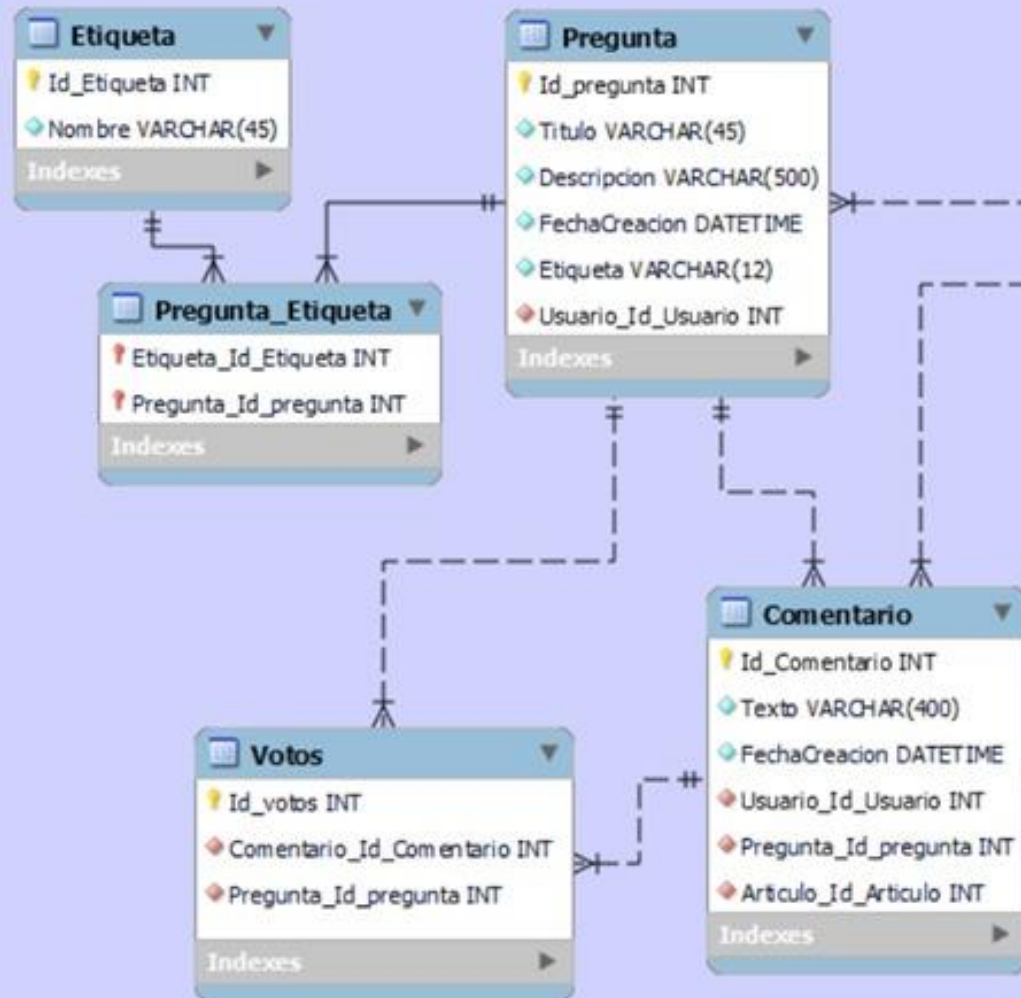 Etiqueta
Id_Etiqueta INT
Nombre VARCHAR(45)
Indexes
Pregunta
Id_pregunta INT
Titulo VARCHAR(45)
Descripcion VARCHAR(500)
FechaCreacion DATETIME
Etiqueta VARCHAR(12)
Usuario_Id_Usuario INT
Indexes
Pregunta_Etiqueta
Etiqueta_Id_Etiqueta INT
Pregunta_Id_pregunta INT
Indexes
Comentario
Id_Comentario INT
Texto VARCHAR(400)
FechaCreacion DATETIME
Usuario_Id_Usuario INT
Pregunta_Id_pregunta INT
Articulo_Id_Articulo INT
Indexes
Votos
Id_votos INT
Comentario_Id_Comentario INT
Pregunta_Id_pregunta INT
Indexes